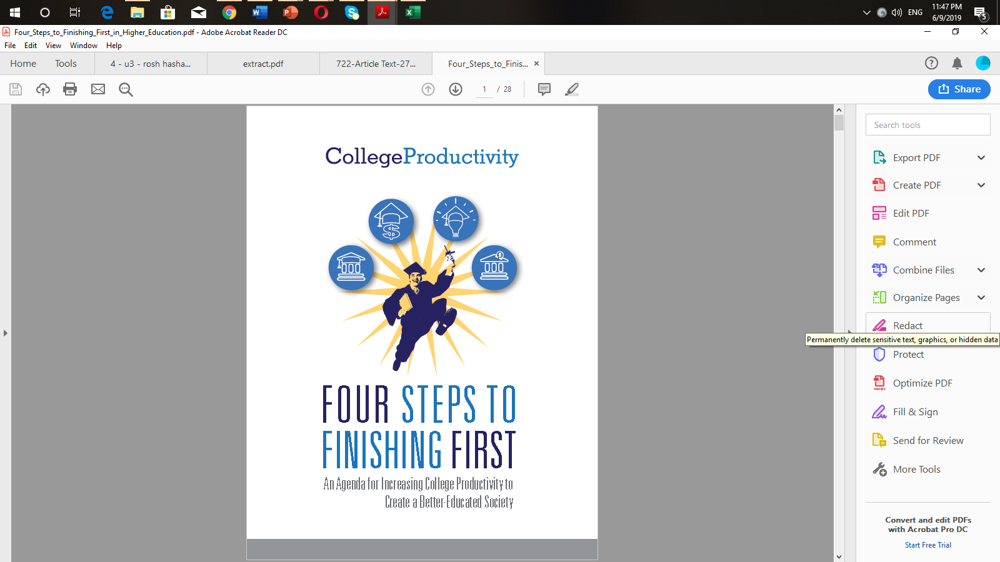 11:47 PM
ENG
6/9/2019
5
Four_Steps_to_Finishing_First_in_Higher_Education.pdf - Adobe Acrobat Reader DC
File Edit View Window Help
Home Tools 4 - u3 - rosh hasha... extract.pdf 722-Article Text-27... Four_Steps_to_Finis... ×
1 / 28
Share
Search tools
Export PDF
Create PDF
Edit PDF
Comment
Combine Files
Organize Pages
Redact
Permanently delete sensitive text, graphics, or hidden data
Protect
Optimize PDF
Fill & Sign
Send for Review
More Tools
Convert and edit PDFs
with Acrobat Pro DC
Start Free Trial
CollegeProductivity
$
$
FOUR STEPS TO
FINISHING FIRST
An Agenda for Increasing College Productivity to
Create a Better-Educated Society